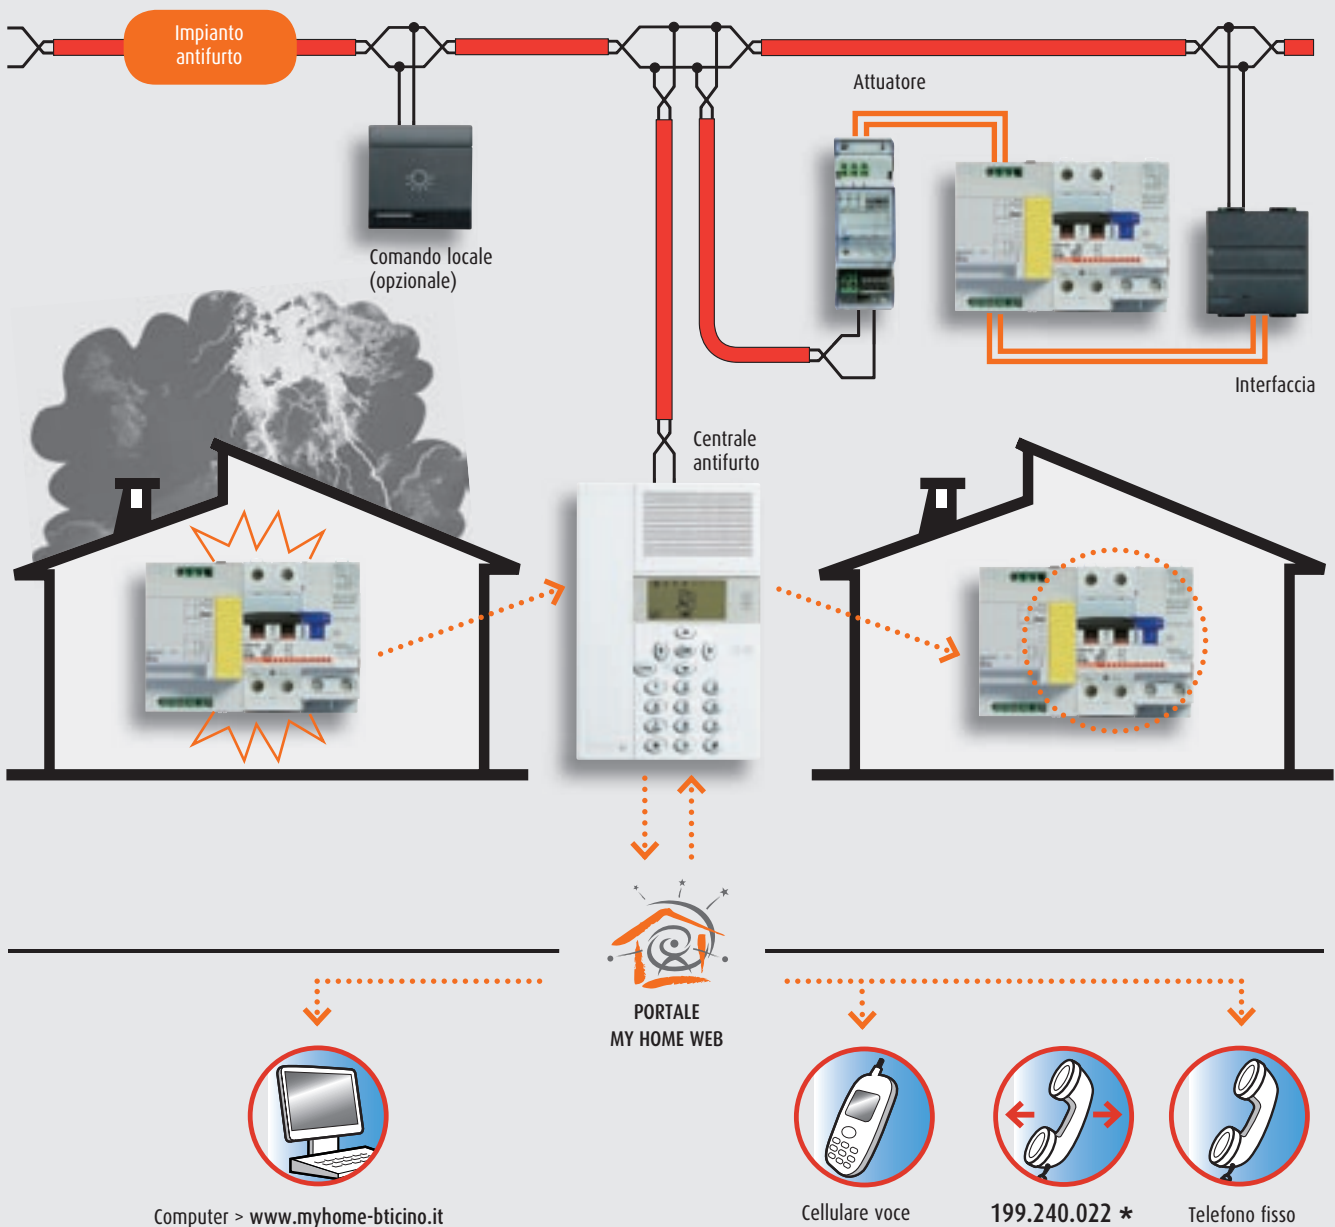 Impianto
antifurto
Attuatore
Comando locale
(opzionale)
Interfaccia
Centrale
antifurto
PORTALE
MY HOME WEB
Computer > www.myhome-bticino.it
Cellulare voce
199.240.022 *
Telefono fisso